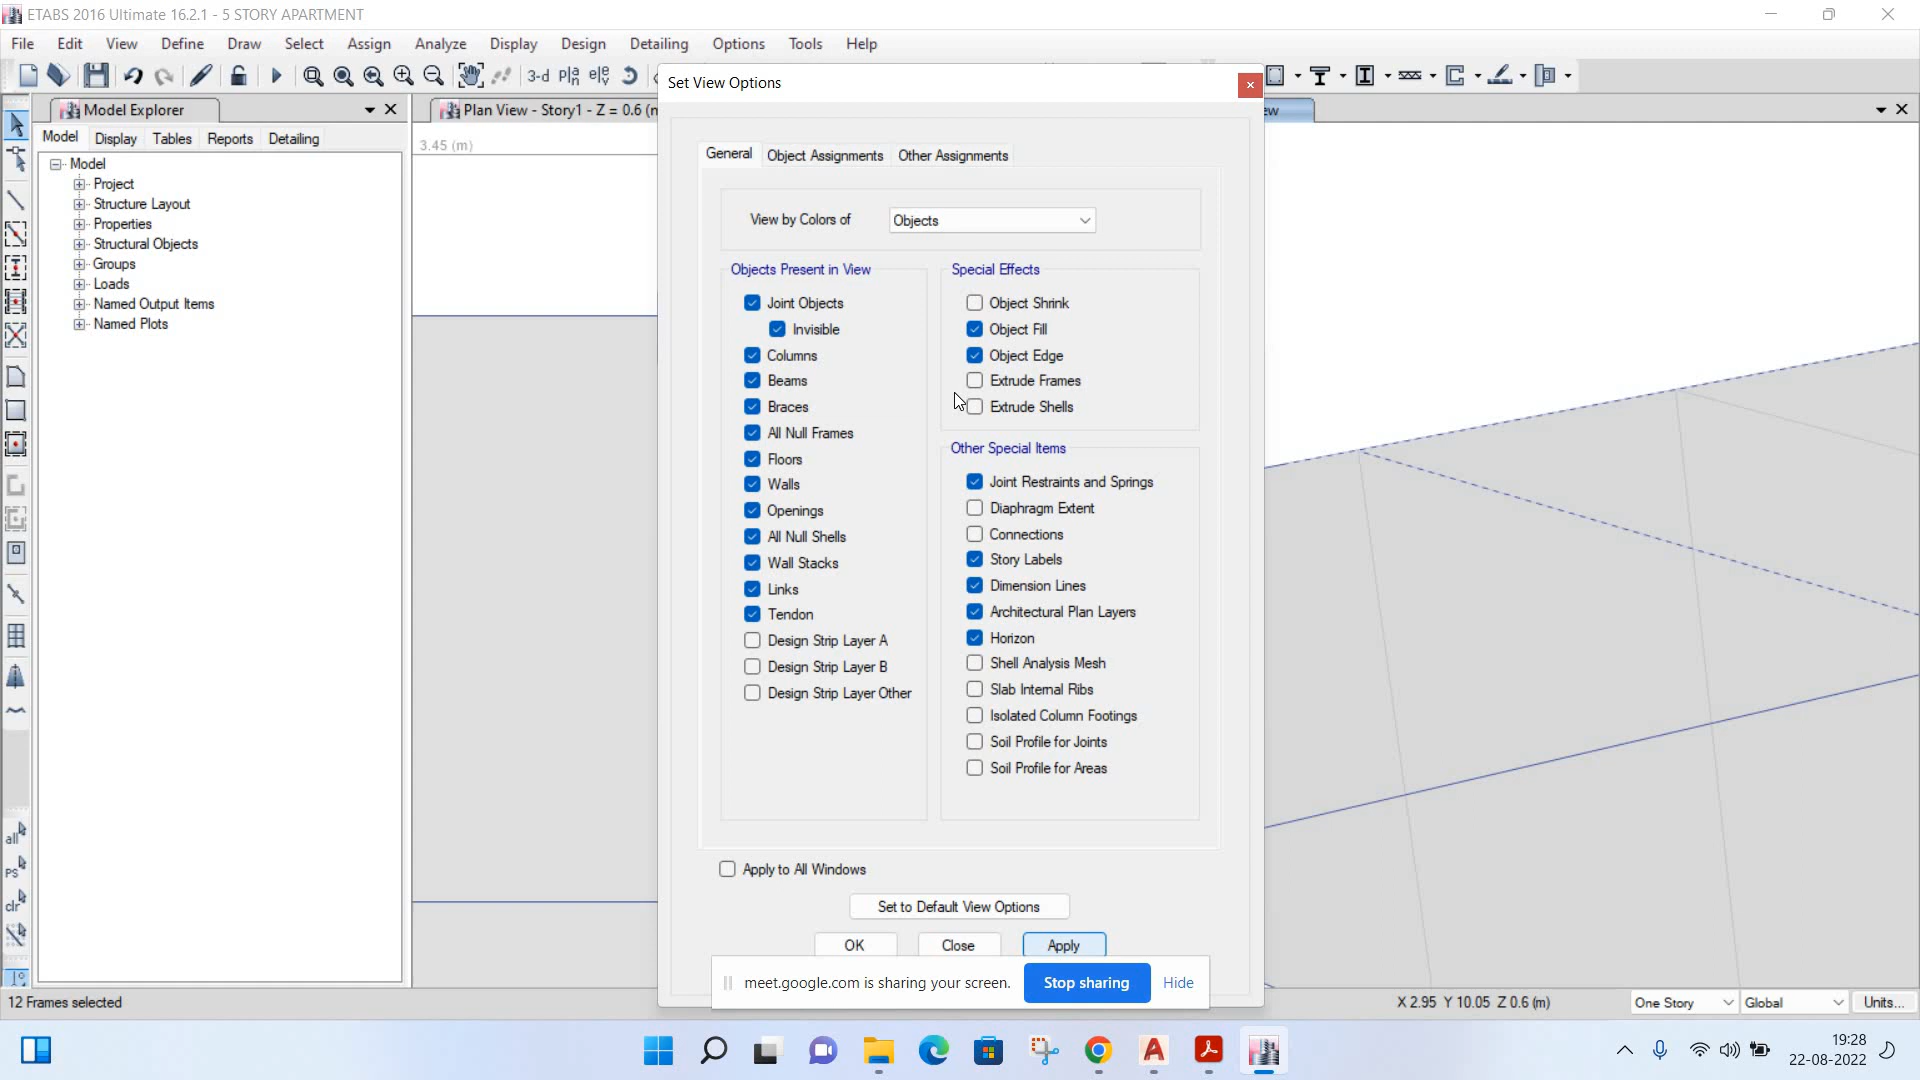 ETABS 2016 Ultimate 16.2.1 - 5 STORY APARTMENT
File Edit View Define Draw Select Assign Analyze Display Design Detailing Options Tools Help
3-d
Set View Options
Model Explorer
Plan View - Story1 - Z = 0.6 (m
ew
Model Display Tables Reports Detailing
3.45 (m)
General Object Assignments Other Assignments
Model
Project
Structure Layout
Properties
Structural Objects
Groups
Loads
Named Output Items
Named Plots
View by Colors of Objects
Objects Present in View
Joint Objects
Invisible
Columns
Beams
Braces
All Null Frames
Floors
Walls
Openings
All Null Shells
Wall Stacks
Links
Tendon
Design Strip Layer A
Design Strip Layer B
Design Strip Layer Other
Special Effects
Object Shrink
Object Fill
Object Edge
Extrude Frames
Extrude Shells
Other Special Items
Joint Restraints and Springs
Diaphragm Extent
Connections
Story Labels
Dimension Lines
Architectural Plan Layers
Horizon
Shell Analysis Mesh
Slab Internal Ribs
Isolated Column Footings
Soil Profile for Joints
Soil Profile for Areas
all
PS
clr
Apply to All Windows
Set to Default View Options
OK Close Apply
meet.google.com is sharing your screen. Stop sharing Hide
12 Frames selected
X 2.95 Y 10.05 Z 0.6 (m)
One Story Global Units...
19:28
22-08-2022